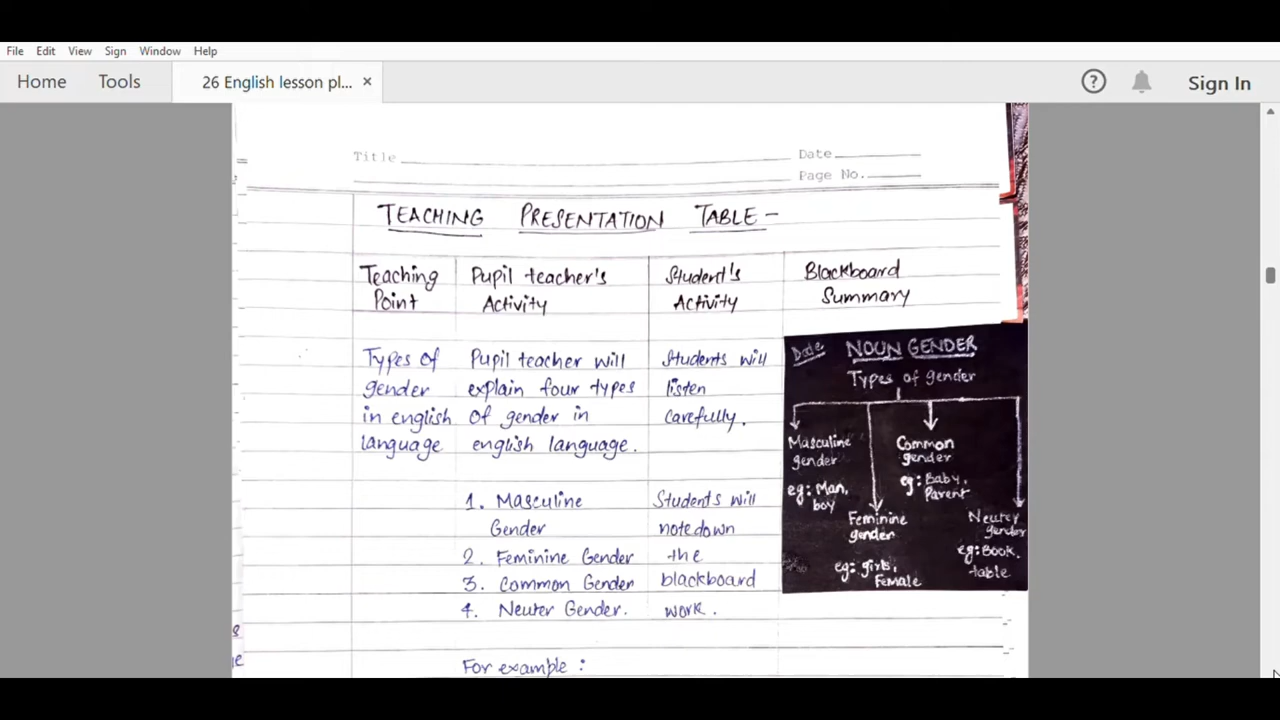 File Edit View Sign Window Help
Home Tools 26 English lesson pl... × Sign In
Title Date
Page No.
TEACHING PRESENTATION TABLE -
Teaching Point
Pupil teacher's Activity
Student's Activity
Blackboard Summary
Types of
gender
in english
language
Pupil teacher will
explain four types
of gender in
english language.
1. Masculine
Gender
2. Feminine Gender
3. Common Gender
4. Neuter Gender.
For example :
Students will
listen
carefully.
Students will
notedown
the
blackboard
work.
Date
NOUN GENDER
Types of gender
Masculine
gender
eg: Man,
boy
Feminine
gender
eg: girls,
Female
Common
gender
eg: Baby,
Parent
Neuter
gender
eg: Book,
table